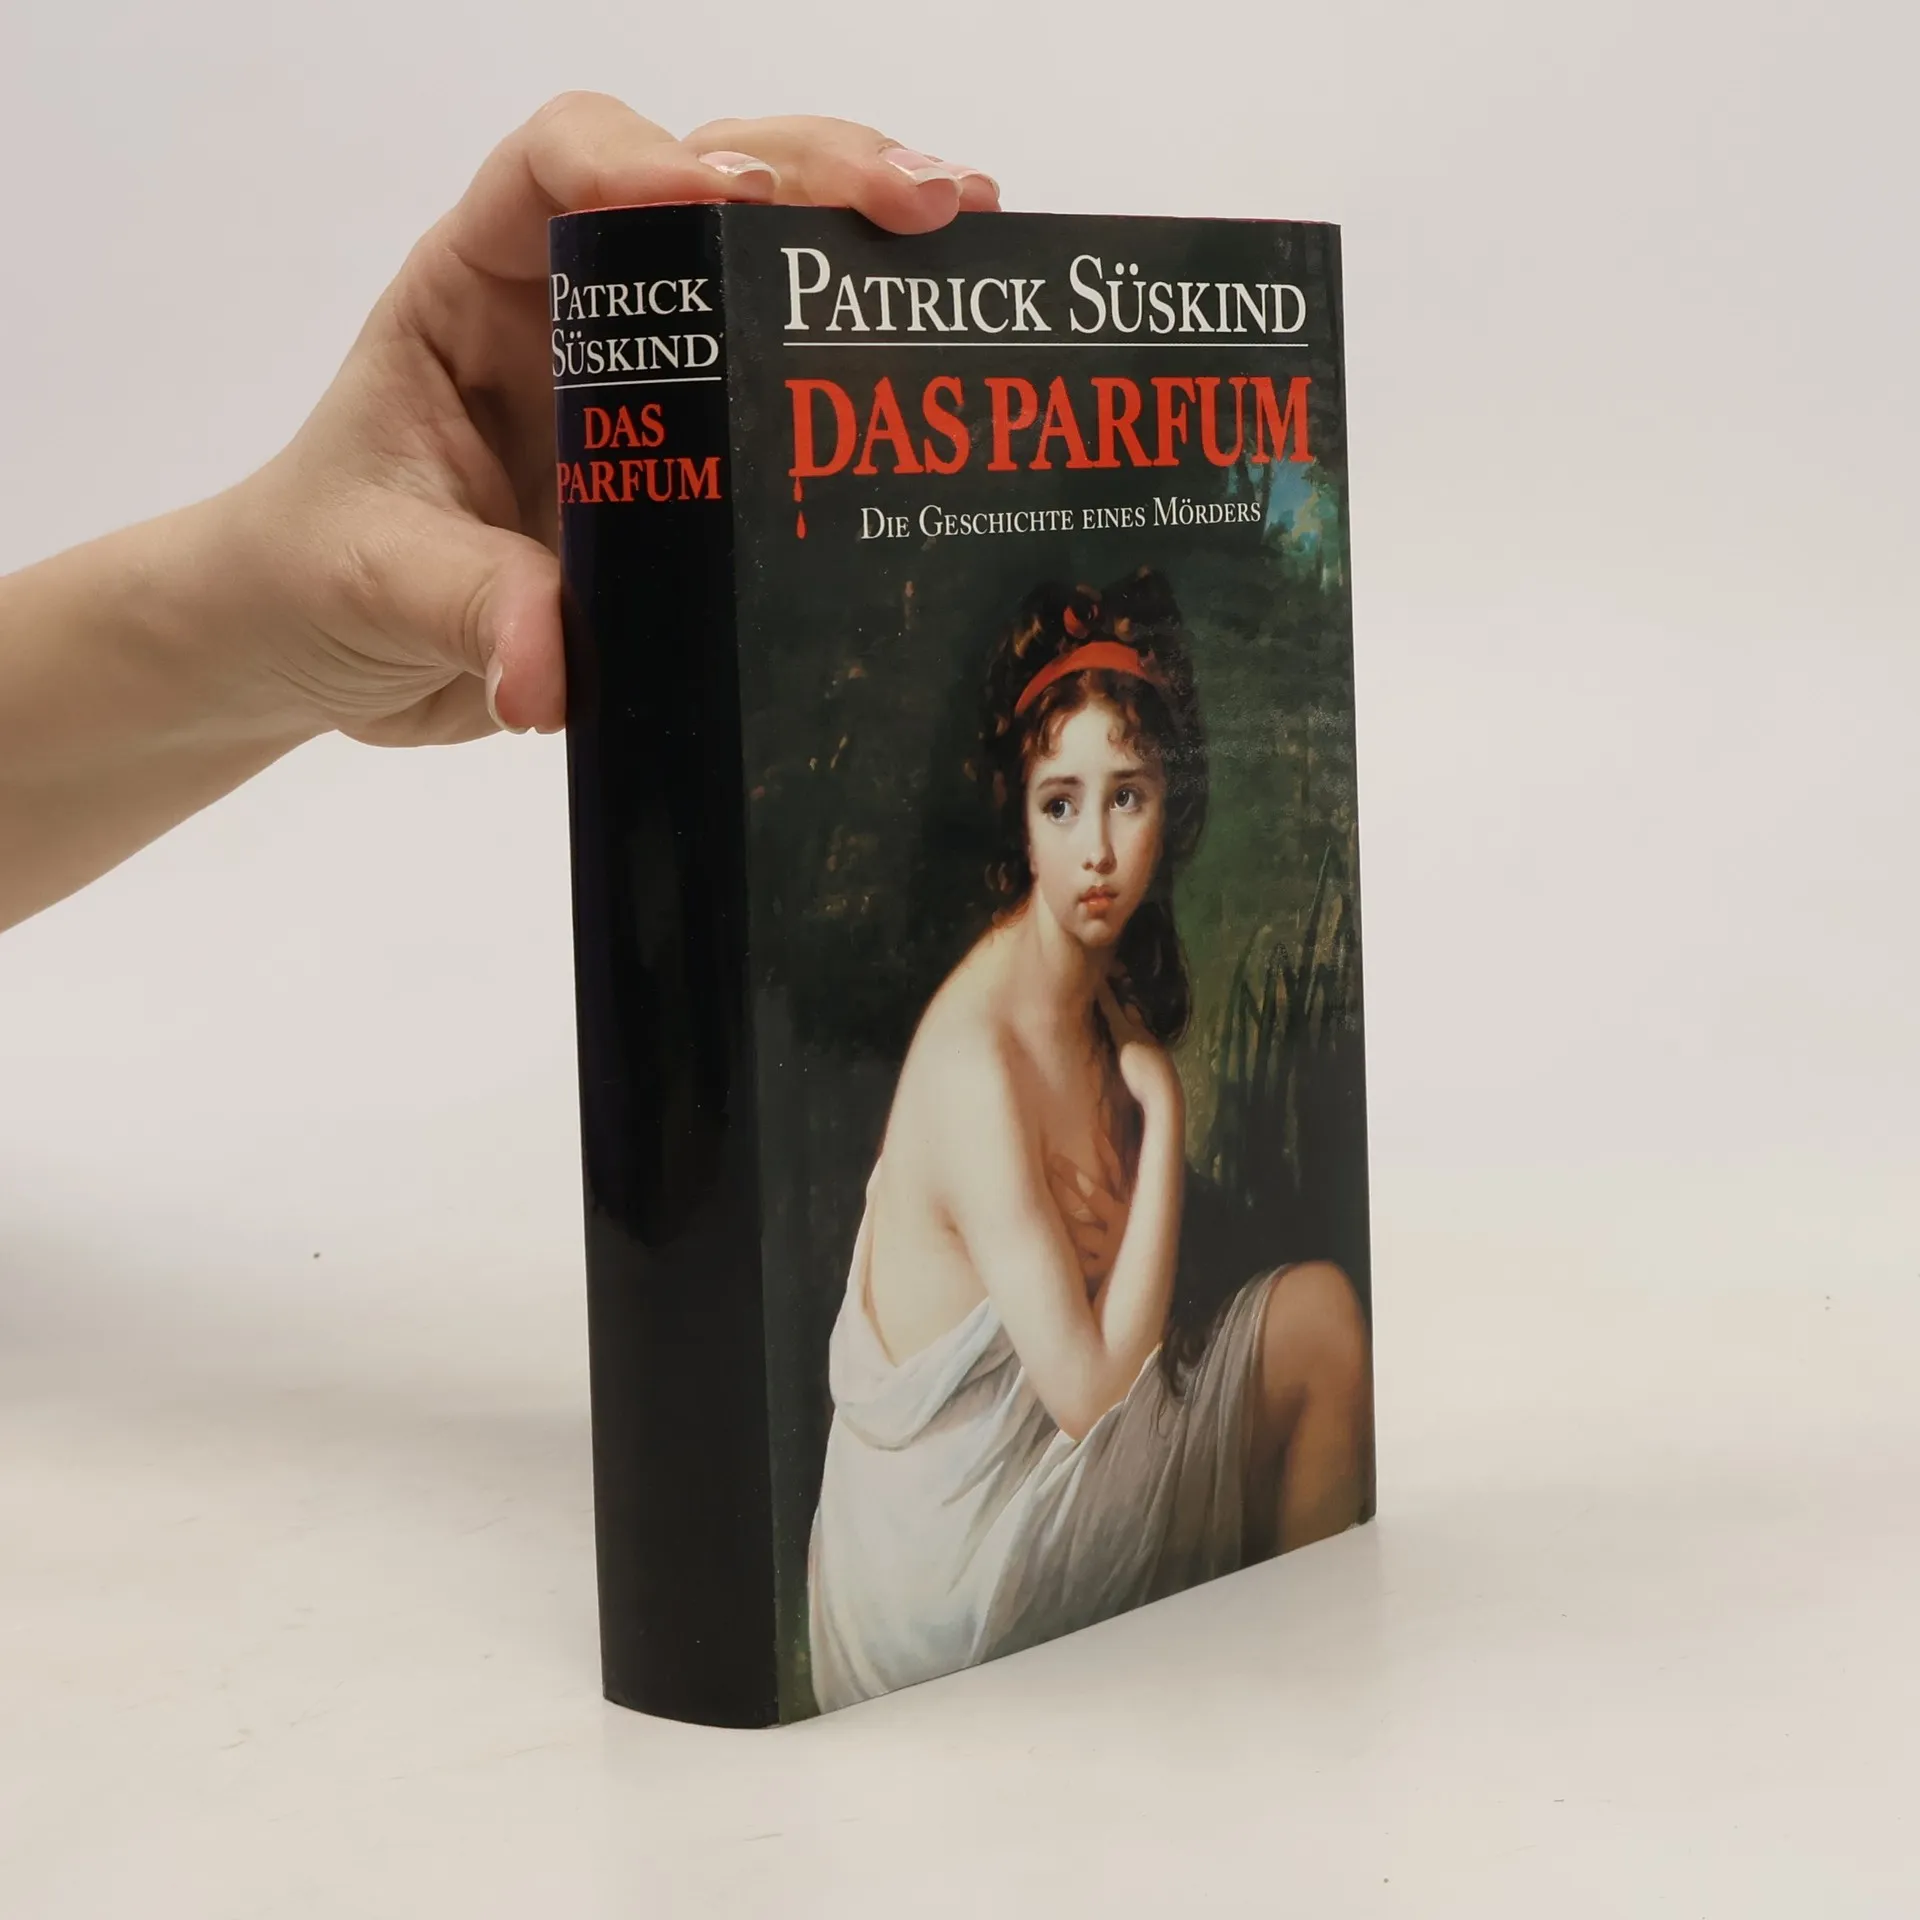 PATRICK
SÜSKIND
DAS
PARFUM
PATRICK SÜSKIND
DAS PARFUM
DIE GESCHICHTE EINES MÖRDERS